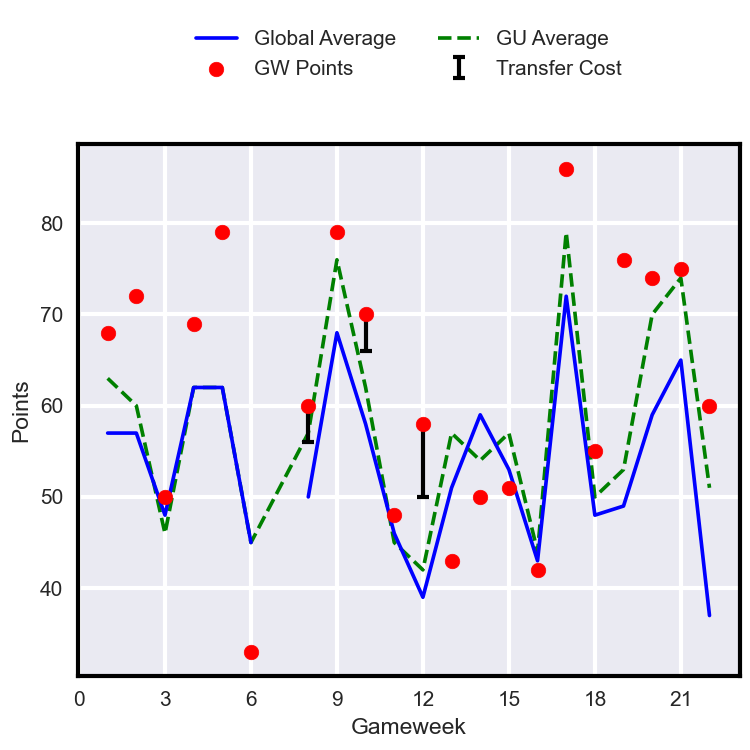 Global Average
GU Average
GW Points
Transfer Cost
80
70
60
50
40
Points
0 3 6 9 12 15 18 21
Gameweek